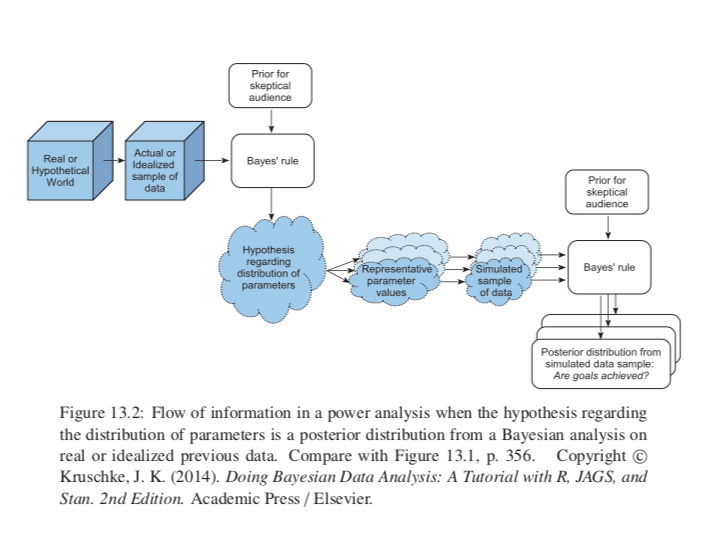 Prior for
skeptical
audience
Real or
Hypothetical
World
Actual or
Idealized
sample of
data
Bayes' rule
Prior for
skeptical
audience
Hypothesis
regarding
distribution of
parameters
Representative
parameter
values
Simulated
sample
of data
Bayes' rule
Posterior distribution from
simulated data sample:
Are goals achieved?
Figure 13.2: Flow of information in a power analysis when the hypothesis regarding
the distribution of parameters is a posterior distribution from a Bayesian analysis on
real or idealized previous data. Compare with Figure 13.1, p. 356. Copyright ©
Kruschke, J. K. (2014). Doing Bayesian Data Analysis: A Tutorial with R, JAGS, and
Stan. 2nd Edition. Academic Press / Elsevier.